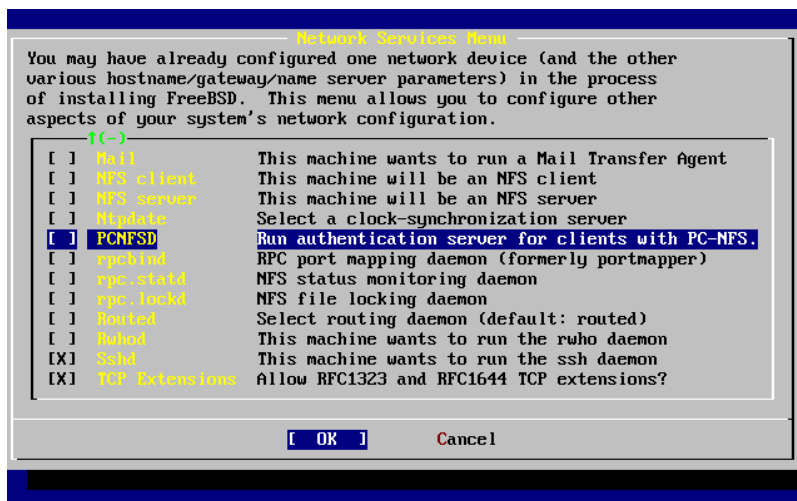 Network Services Menu
You may have already configured one network device (and the other
various hostname/gateway/name server parameters) in the process
of installing FreeBSD.  This menu allows you to configure other
aspects of your system's network configuration.
↑(-)
[ ] Mail This machine wants to run a Mail Transfer Agent
[ ] NFS client This machine will be an NFS client
[ ] NFS server This machine will be an NFS server
[ ] Ntpdate Select a clock-synchronization server
[ ] PCNFSD Run authentication server for clients with PC-NFS.
[ ] rpcbind RPC port mapping daemon (formerly portmapper)
[ ] rpc.statd NFS status monitoring daemon
[ ] rpc.lockd NFS file locking daemon
[ ] Routed Select routing daemon (default: routed)
[ ] Rwhod This machine wants to run the rwho daemon
[X] Sshd This machine wants to run the ssh daemon
[X] TCP Extensions Allow RFC1323 and RFC1644 TCP extensions?
[ OK ] Cancel